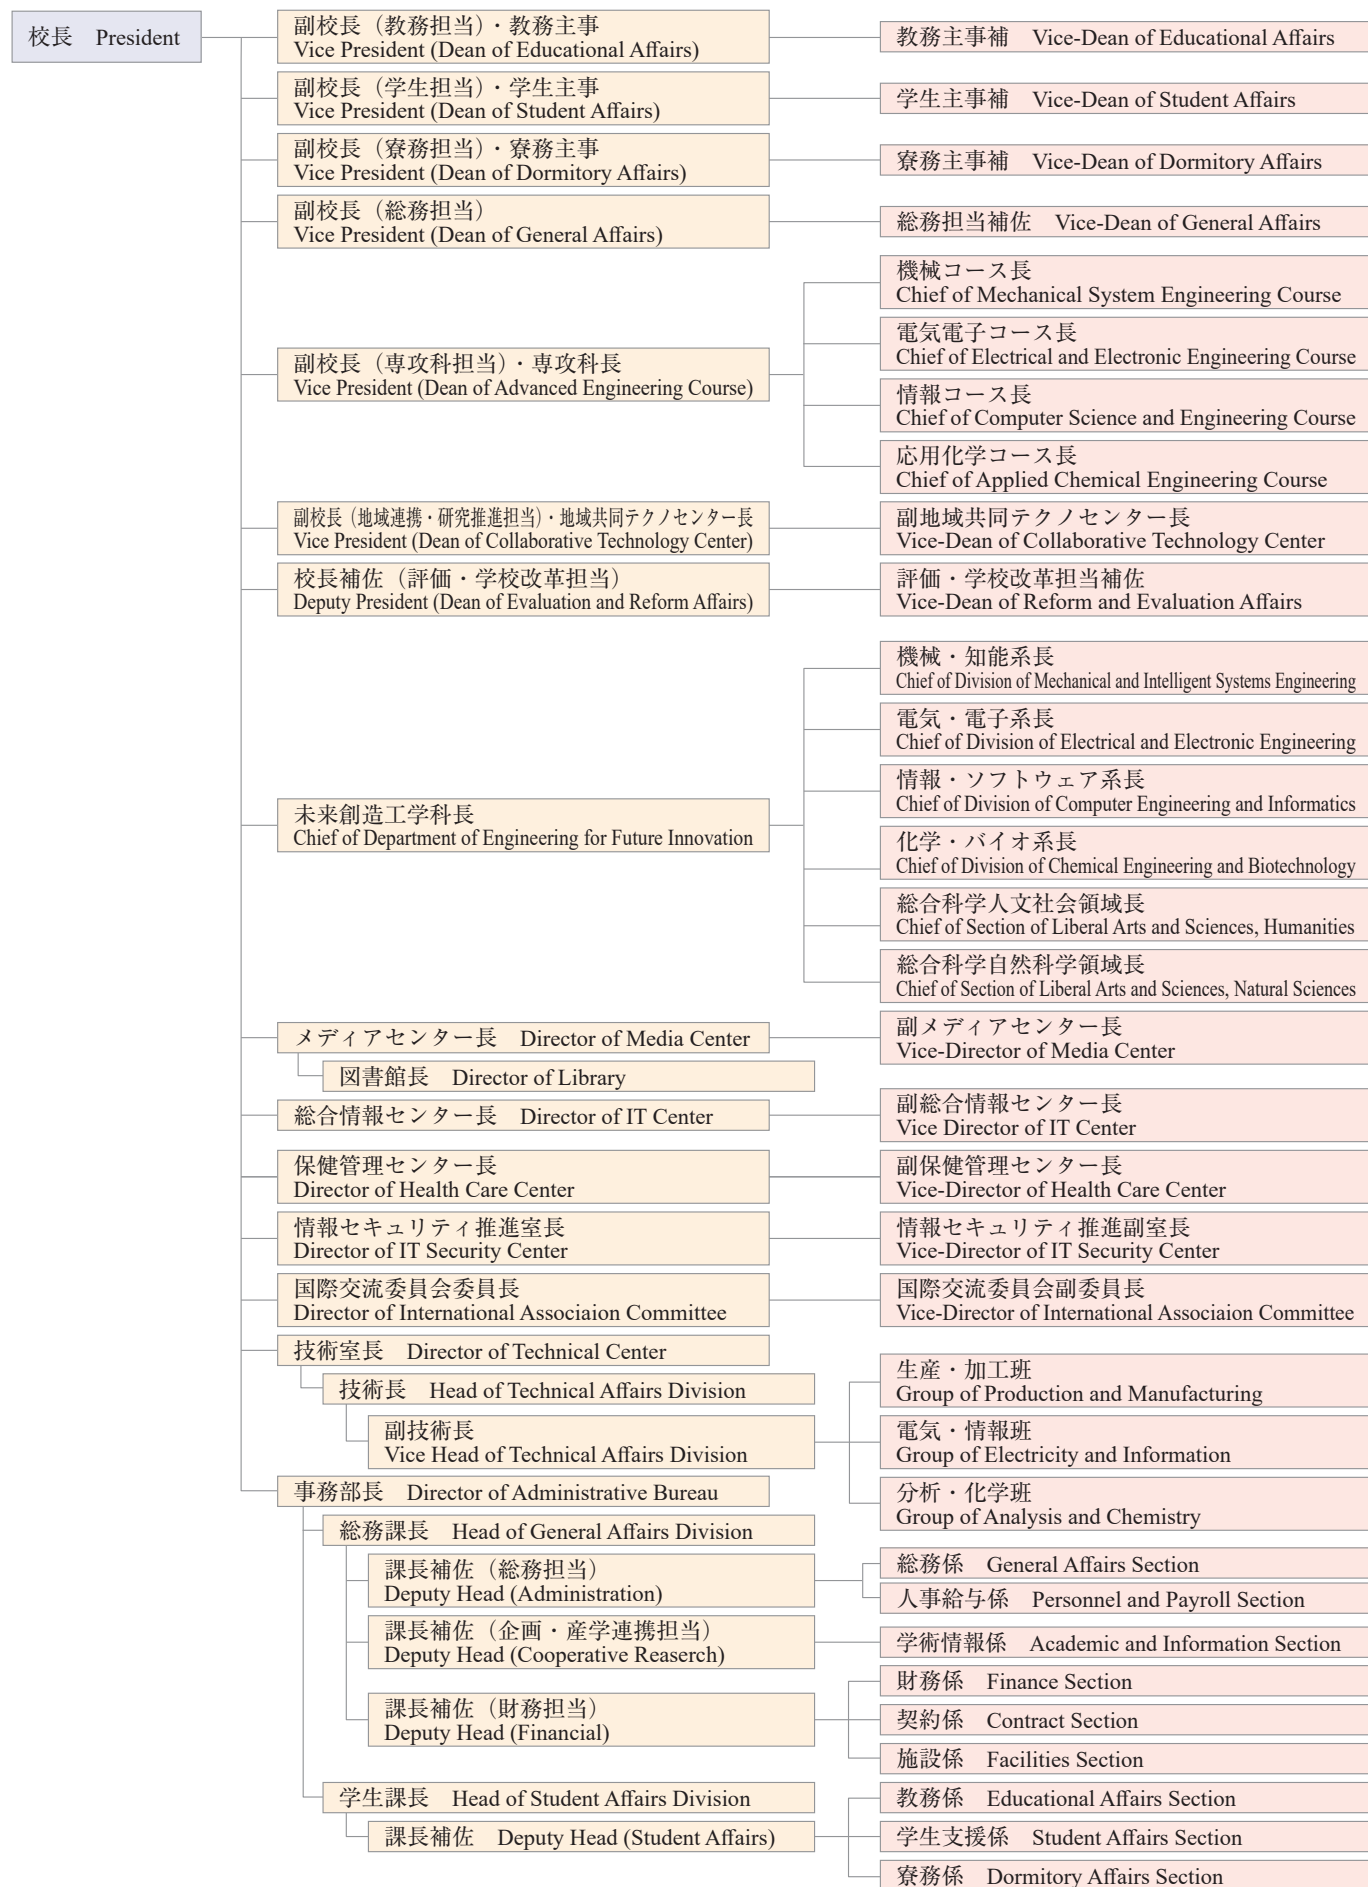 校長　President
副校長（教務担当）・教務主事
Vice President (Dean of Educational Affairs)
教務主事補　Vice-Dean of Educational Affairs
副校長（学生担当）・学生主事
Vice President (Dean of Student Affairs)
学生主事補　Vice-Dean of Student Affairs
副校長（寮務担当）・寮務主事
Vice President (Dean of Dormitory Affairs)
寮務主事補　Vice-Dean of Dormitory Affairs
副校長（総務担当）
Vice President (Dean of General Affairs)
総務担当補佐　Vice-Dean of General Affairs
副校長（専攻科担当）・専攻科長
Vice President (Dean of Advanced Engineering Course)
機械コース長
Chief of Mechanical System Engineering Course
電気電子コース長
Chief of Electrical and Electronic Engineering Course
情報コース長
Chief of Computer Science and Engineering Course
応用化学コース長
Chief of Applied Chemical Engineering Course
副校長（地域連携・研究推進担当）・地域共同テクノセンター長
Vice President (Dean of Collaborative Technology Center)
副地域共同テクノセンター長
Vice-Dean of Collaborative Technology Center
校長補佐（評価・学校改革担当）
Deputy President (Dean of Evaluation and Reform Affairs)
評価・学校改革担当補佐
Vice-Dean of Reform and Evaluation Affairs
未来創造工学科長
Chief of Department of Engineering for Future Innovation
機械・知能系長
Chief of Division of Mechanical and Intelligent Systems Engineering
電気・電子系長
Chief of Division of Electrical and Electronic Engineering
情報・ソフトウェア系長
Chief of Division of Computer Engineering and Informatics
化学・バイオ系長
Chief of Division of Chemical Engineering and Biotechnology
総合科学人文社会領域長
Chief of Section of Liberal Arts and Sciences, Humanities
総合科学自然科学領域長
Chief of Section of Liberal Arts and Sciences, Natural Sciences
メディアセンター長　Director of Media Center
副メディアセンター長
Vice-Director of Media Center
図書館長　Director of Library
総合情報センター長　Director of IT Center
副総合情報センター長
Vice Director of IT Center
保健管理センター長
Director of Health Care Center
副保健管理センター長
Vice-Director of Health Care Center
情報セキュリティ推進室長
Director of IT Security Center
情報セキュリティ推進副室長
Vice-Director of IT Security Center
国際交流委員会委員長
Director of International Associaion Committee
国際交流委員会副委員長
Vice-Director of International Associaion Committee
技術室長　Director of Technical Center
技術長　Head of Technical Affairs Division
副技術長
Vice Head of Technical Affairs Division
生産・加工班
Group of Production and Manufacturing
電気・情報班
Group of Electricity and Information
分析・化学班
Group of Analysis and Chemistry
事務部長　Director of Administrative Bureau
総務課長　Head of General Affairs Division
課長補佐（総務担当）
Deputy Head (Administration)
総務係　General Affairs Section
人事給与係　Personnel and Payroll Section
課長補佐（企画・産学連携担当）
Deputy Head (Cooperative Reaserch)
学術情報係　Academic and Information Section
課長補佐（財務担当）
Deputy Head (Financial)
財務係　Finance Section
契約係　Contract Section
施設係　Facilities Section
学生課長　Head of Student Affairs Division
課長補佐　Deputy Head (Student Affairs)
教務係　Educational Affairs Section
学生支援係　Student Affairs Section
寮務係　Dormitory Affairs Section